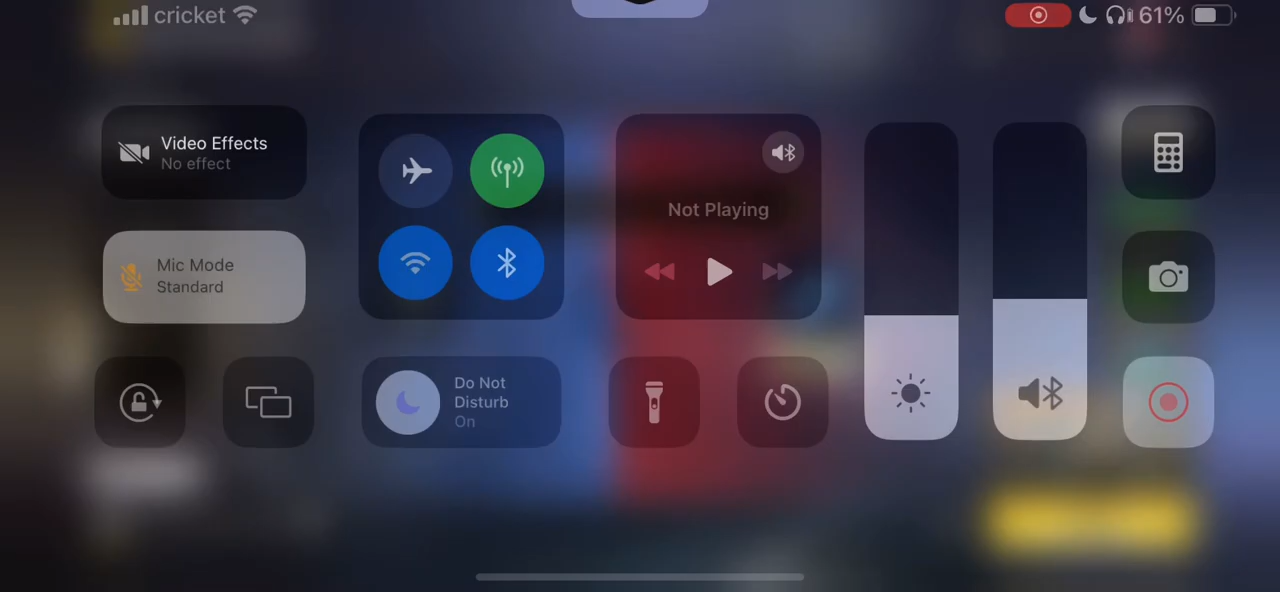 cricket
61%
Video Effects
No effect
Mic Mode
Standard
Not Playing
Do Not
Disturb
On